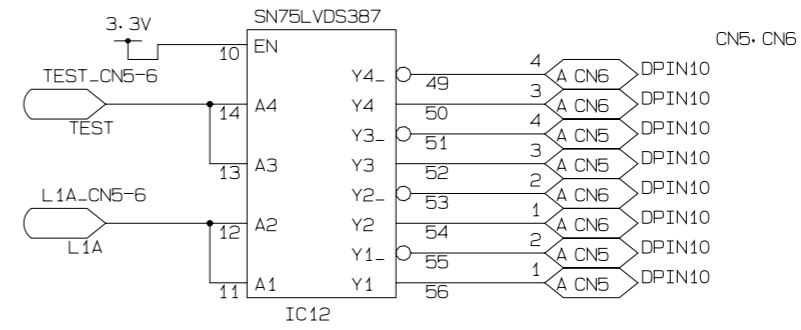 SN75LVDS387
3.3V
CN5,CN6
10 EN
TEST_CN5-6
Y4_ 49 4 A CN6 DPIN10
14 A4 Y4 50 3 A CN6 DPIN10
TEST
Y3_ 51 4 A CN5 DPIN10
13 A3 Y3 52 3 A CN5 DPIN10
L1A_CN5-6
Y2_ 53 2 A CN6 DPIN10
12 A2 Y2 54 1 A CN6 DPIN10
L1A
Y1_ 55 2 A CN5 DPIN10
11 A1 Y1 56 1 A CN5 DPIN10
IC12